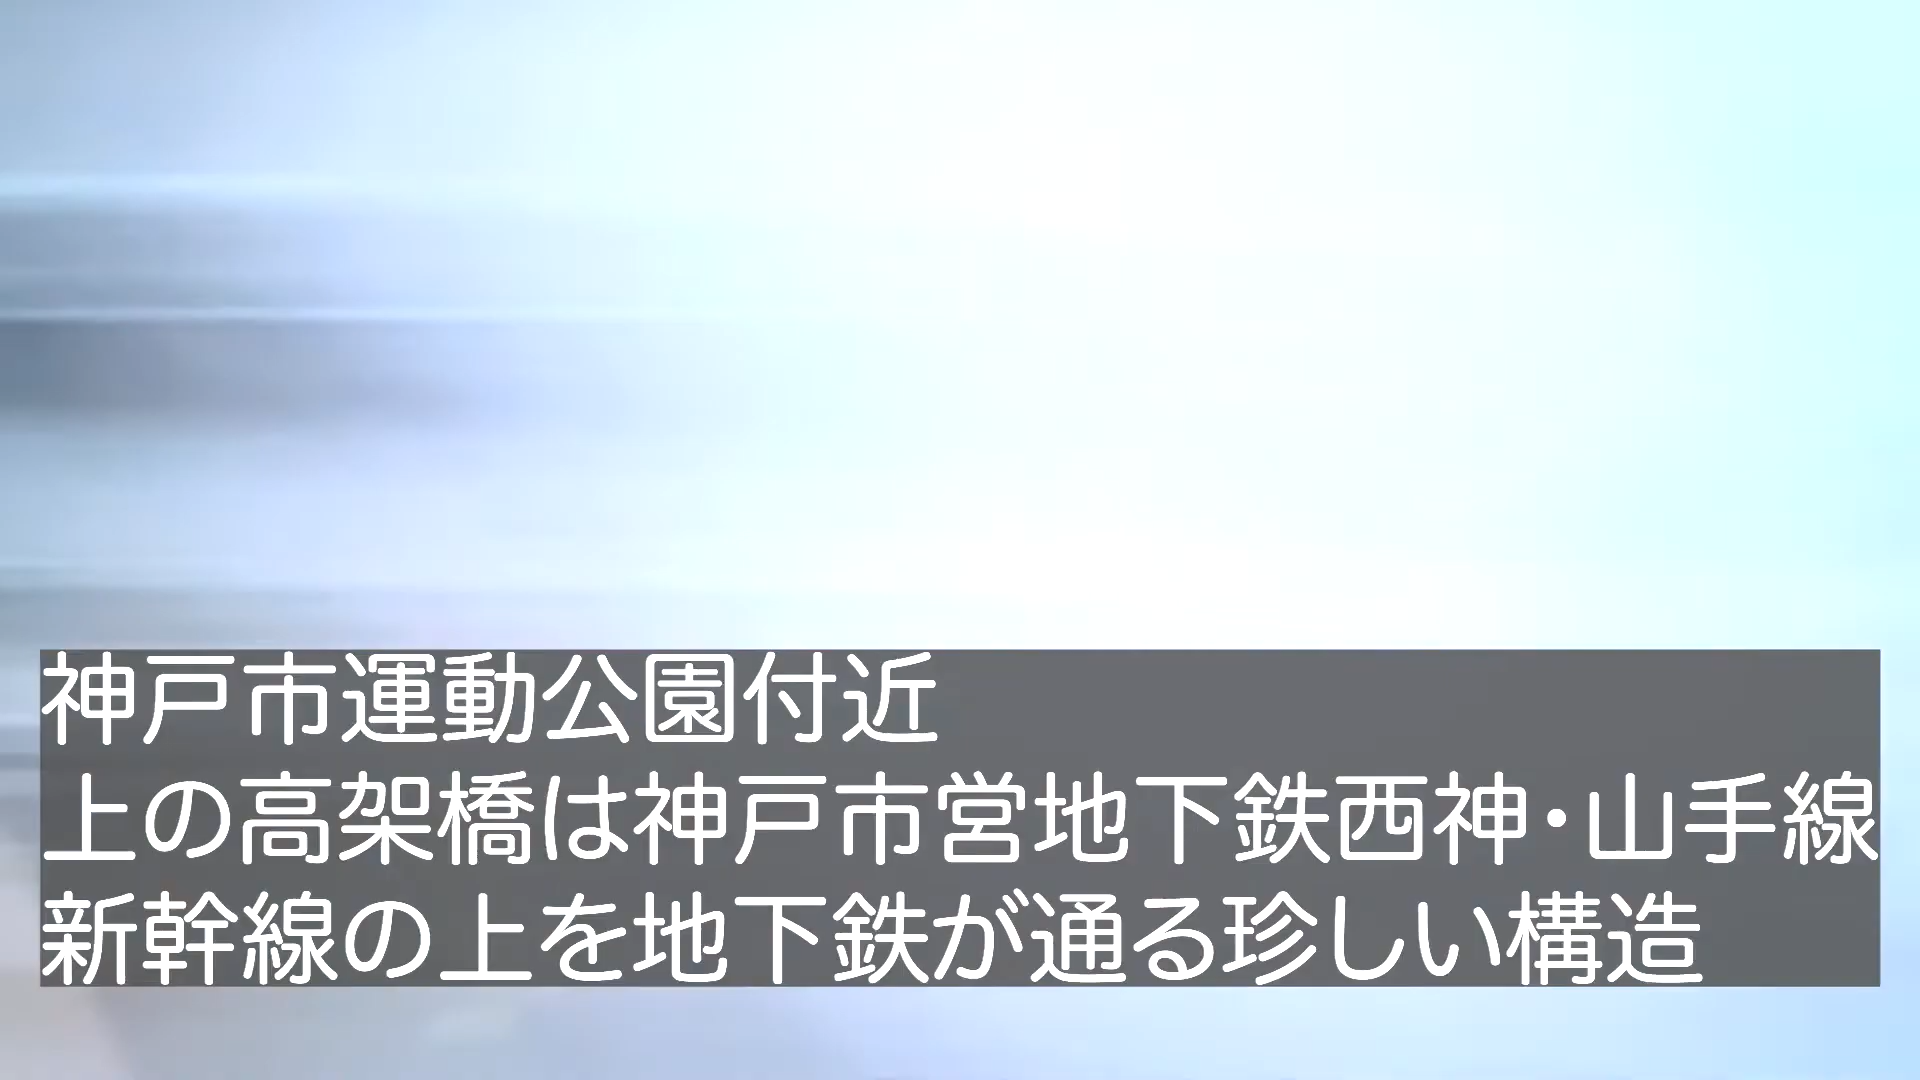 神戸市運動公園付近
上の高架橋は神戸市営地下鉄西神･山手線
新幹線の上を地下鉄が通る珍しい構造